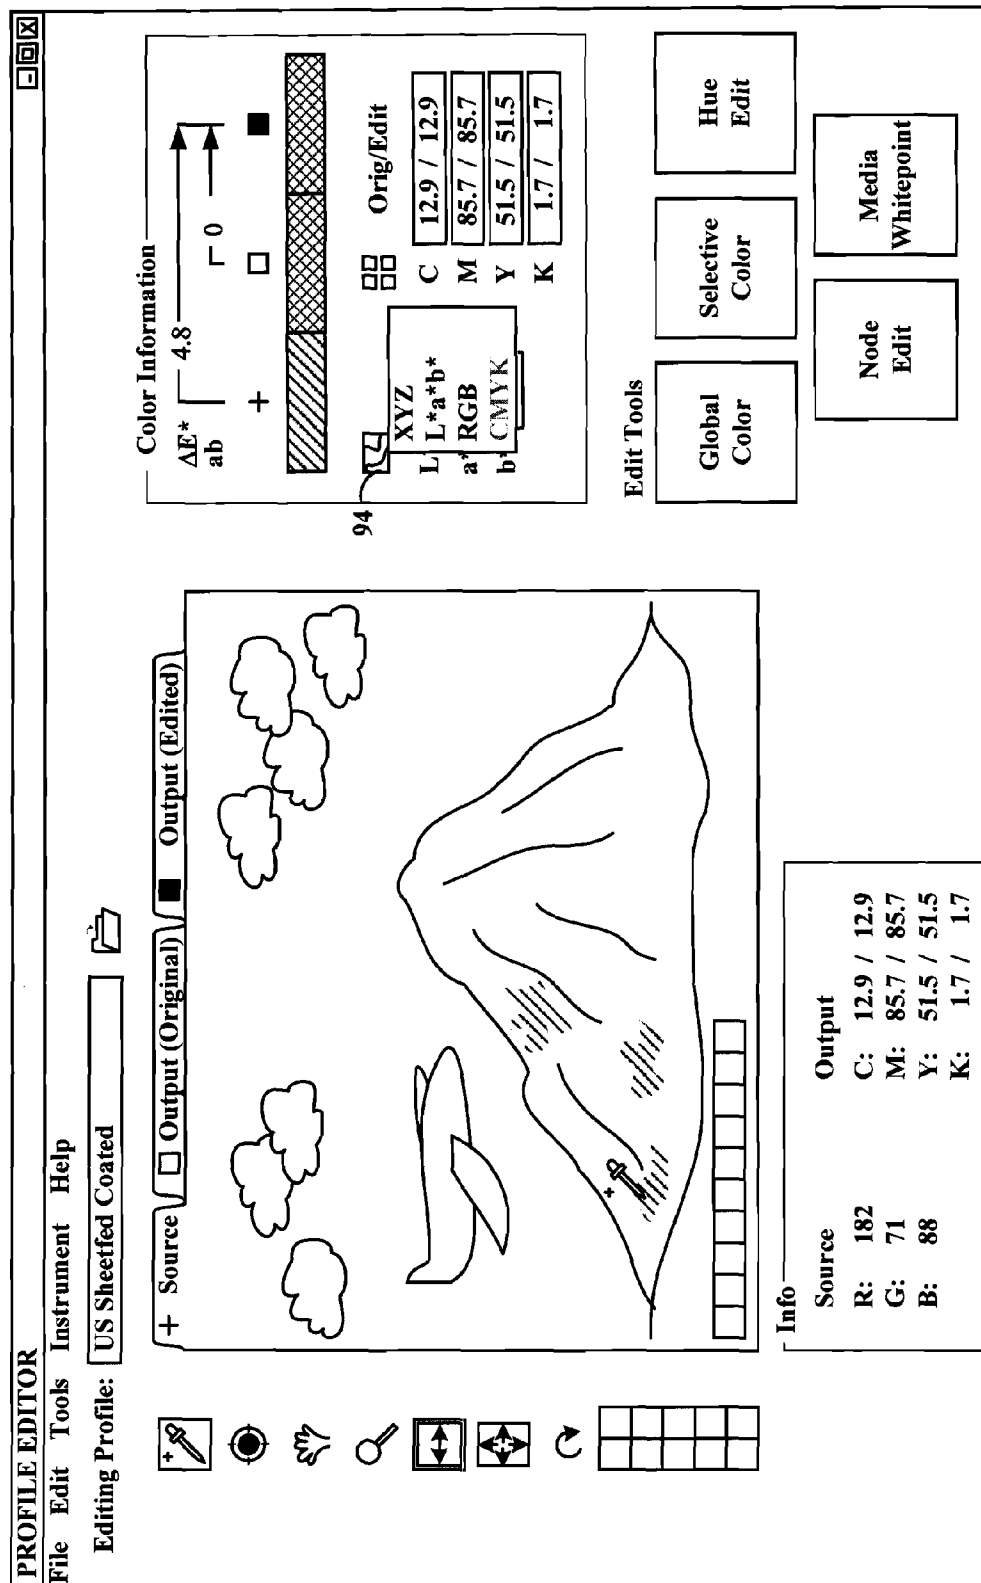 PROFILE EDITOR
File Edit Tools Instrument Help
Editing Profile: US Sheetfed Coated
+ Source
Output (Original)
Output (Edited)
Color Information
ΔE*
ab
4.8
0
+
94
XYZ
L*a*b*
RGB
CMYK
L
a*
b*
Orig/Edit
C 12.9 / 12.9
M 85.7 / 85.7
Y 51.5 / 51.5
K 1.7 / 1.7
Edit Tools
Global Color
Selective Color
Hue Edit
Node Edit
Media Whitepoint
Info
Source Output
R: 182 C: 12.9 / 12.9
G: 71 M: 85.7 / 85.7
B: 88 Y: 51.5 / 51.5
K: 1.7 / 1.7